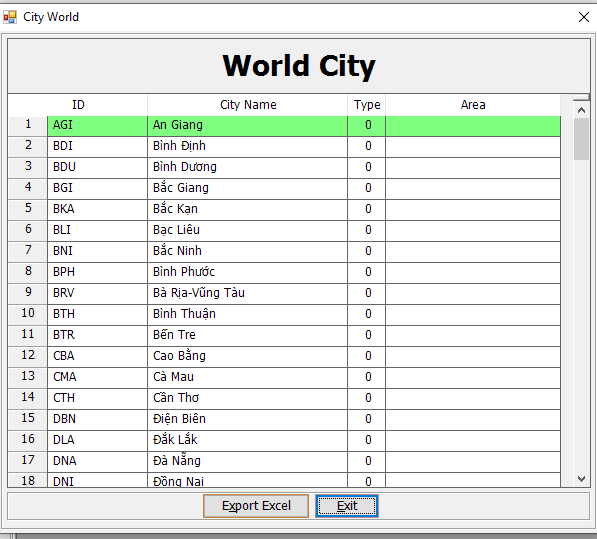 City World
World City
ID City Name Type Area
1 AGI An Giang 0
2 BDI Bình Định 0
3 BDU Bình Dương 0
4 BGI Bắc Giang 0
5 BKA Bắc Kạn 0
6 BLI Bạc Liêu 0
7 BNI Bắc Ninh 0
8 BPH Bình Phước 0
9 BRV Bà Rịa-Vũng Tàu 0
10 BTH Bình Thuận 0
11 BTR Bến Tre 0
12 CBA Cao Bằng 0
13 CMA Cà Mau 0
14 CTH Cần Thơ 0
15 DBN Điện Biên 0
16 DLA Đắk Lắk 0
17 DNA Đà Nẵng 0
18 DNI Đồng Nai 0
Export Excel Exit